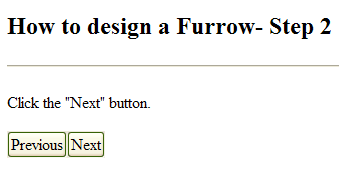 How to design a Furrow- Step 2
Click the "Next" button.
Previous Next